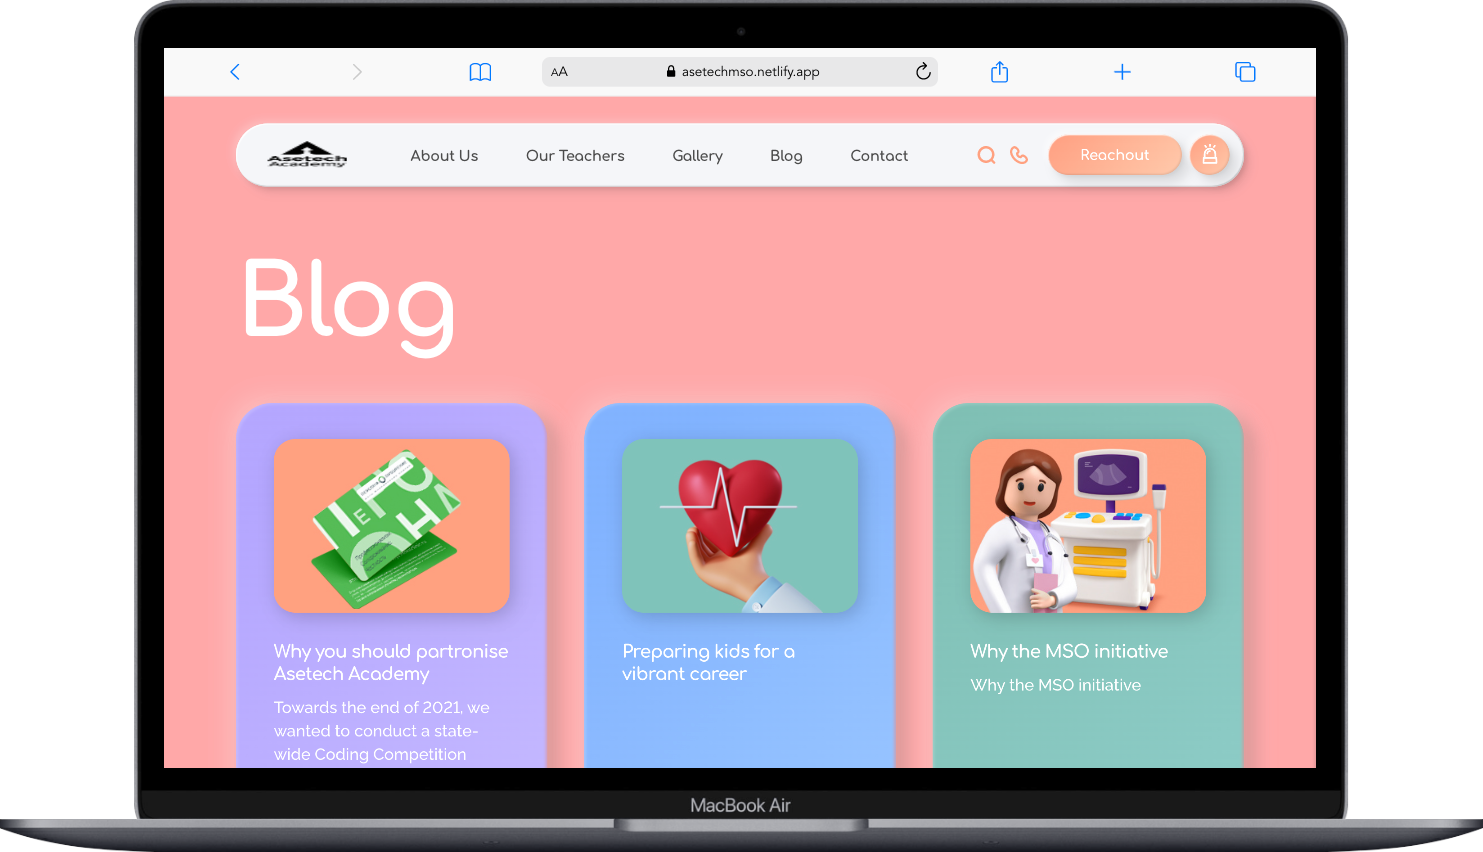 AA
asetechmso.netlify.app
Asetech
Academy
About Us
Our Teachers
Gallery
Blog
Contact
Reachout
Blog
Why you should partronise
Asetech Academy
Towards the end of 2021, we
wanted to conduct a state-
wide Coding Competition
Preparing kids for a
vibrant career
Why the MSO initiative
Why the MSO initiative
MacBook Air